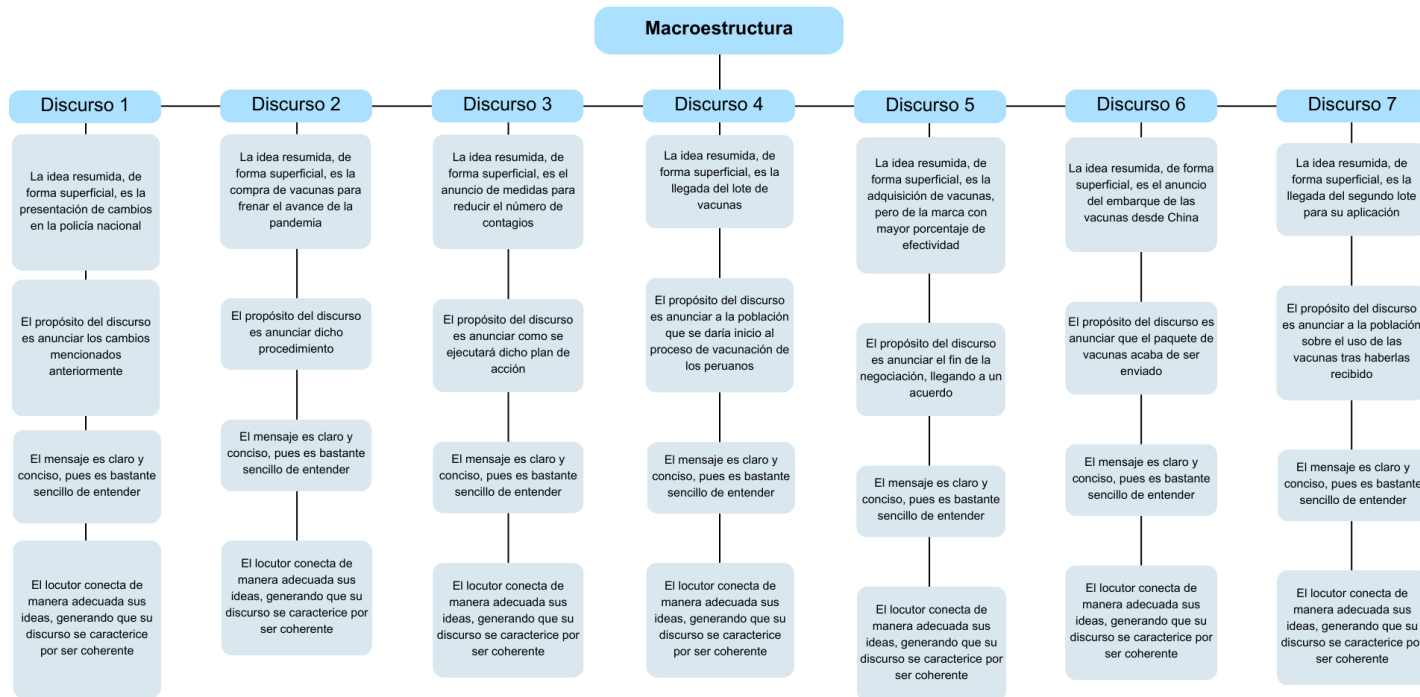 Macroestructura
Discurso 1
La idea resumida, de
forma superficial, es la
presentación de cambios
en la policía nacional
El propósito del discurso
es anunciar los cambios
mencionados
anteriormente
El mensaje es claro y
conciso, pues es bastante
sencillo de entender
El locutor conecta de
manera adecuada sus
ideas, generando que su
discurso se caracterice
por ser coherente
Discurso 2
La idea resumida, de
forma superficial, es la
compra de vacunas para
frenar el avance de la
pandemia
El propósito del discurso
es anunciar dicho
procedimiento
El mensaje es claro y
conciso, pues es bastante
sencillo de entender
El locutor conecta de
manera adecuada sus
ideas, generando que su
discurso se caracterice
por ser coherente
Discurso 3
La idea resumida, de
forma superficial, es el
anuncio de medidas para
reducir el número de
contagios
El propósito del discurso
es anunciar como se
ejecutará dicho plan de
acción
El mensaje es claro y
conciso, pues es bastante
sencillo de entender
El locutor conecta de
manera adecuada sus
ideas, generando que su
discurso se caracterice por
ser coherente
Discurso 4
La idea resumida, de
forma superficial, es la
llegada del lote de
vacunas
El propósito del discurso
es anunciar a la población
que se daría inicio al
proceso de vacunación de
los peruanos
El mensaje es claro y
conciso, pues es bastante
sencillo de entender
El locutor conecta de
manera adecuada sus
ideas, generando que su
discurso se caracterice
por ser coherente
Discurso 5
La idea resumida, de
forma superficial, es la
adquisición de vacunas,
pero de la marca con
mayor porcentaje de
efectividad
El propósito del discurso
es anunciar el fin de la
negociación, llegando a un
acuerdo
El mensaje es claro y
conciso, pues es bastante
sencillo de entender
El locutor conecta de
manera adecuada sus
ideas, generando que su
discurso se caracterice por
ser coherente
Discurso 6
La idea resumida, de forma
superficial, es el anuncio
del embarque de las
vacunas desde China
El propósito del discurso es
anunciar que el paquete de
vacunas acaba de ser
enviado
El mensaje es claro y
conciso, pues es bastante
sencillo de entender
El locutor conecta de
manera adecuada sus
ideas, generando que su
discurso se caracterice por
ser coherente
Discurso 7
La idea resumida, de
forma superficial, es la
llegada del segundo lote
para su aplicación
El propósito del discurso
es anunciar a la población
sobre el uso de las
vacunas tras haberlas
recibido
El mensaje es claro y
conciso, pues es bastante
sencillo de entender
El locutor conecta de
manera adecuada sus
ideas, generando que su
discurso se caracterice por
ser coherente